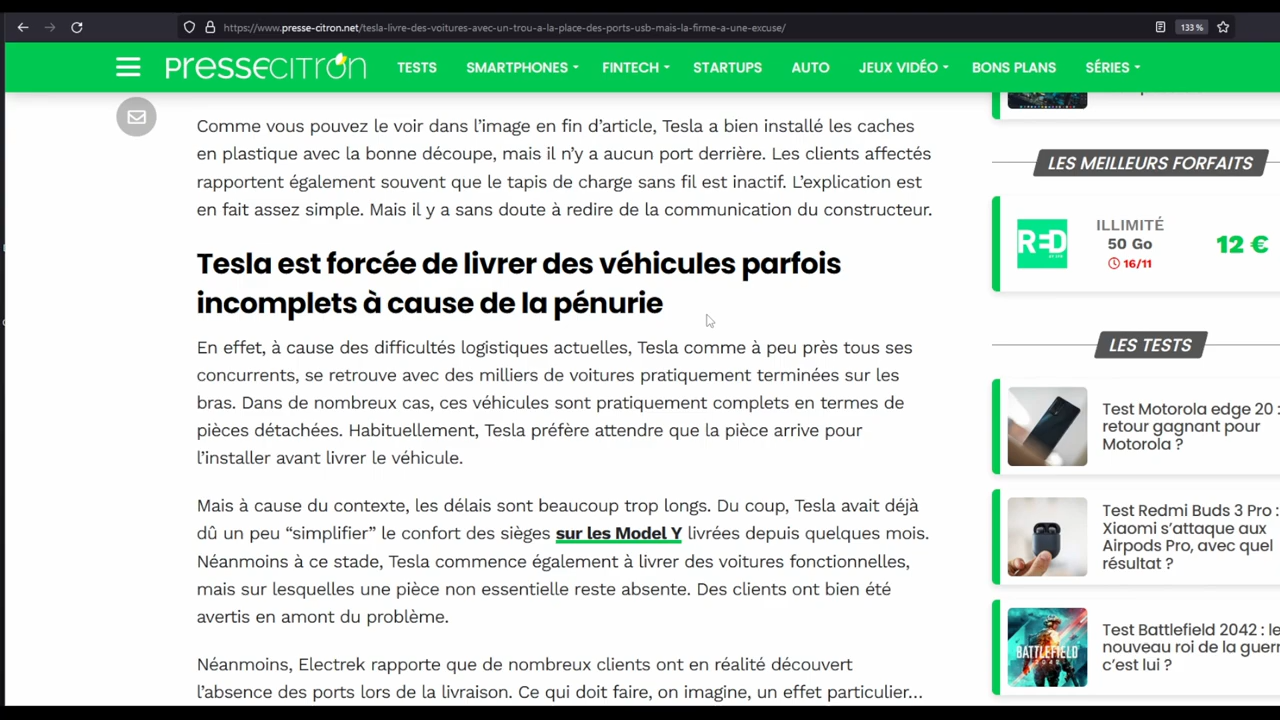 https://www.presse-citron.net/tesla-livre-des-voitures-avec-un-trou-a-la-place-des-ports-usb-mais-la-firme-a-une-excuse/
133 %
PRESSECITRON
TESTS
SMARTPHONES
FINTECH
STARTUPS
AUTO
JEUX VIDÉO
BONS PLANS
SÉRIES
Comme vous pouvez le voir dans l’image en fin d’article, Tesla a bien installé les caches
en plastique avec la bonne découpe, mais il n’y a aucun port derrière. Les clients affectés
rapportent également souvent que le tapis de charge sans fil est inactif. L’explication est
en fait assez simple. Mais il y a sans doute à redire de la communication du constructeur.
Tesla est forcée de livrer des véhicules parfois
incomplets à cause de la pénurie
En effet, à cause des difficultés logistiques actuelles, Tesla comme à peu près tous ses
concurrents, se retrouve avec des milliers de voitures pratiquement terminées sur les
bras. Dans de nombreux cas, ces véhicules sont pratiquement complets en termes de
pièces détachées. Habituellement, Tesla préfère attendre que la pièce arrive pour
l’installer avant livrer le véhicule.
Mais à cause du contexte, les délais sont beaucoup trop longs. Du coup, Tesla avait déjà
dû un peu “simplifier” le confort des sièges sur les Model Y livrées depuis quelques mois.
Néanmoins à ce stade, Tesla commence également à livrer des voitures fonctionnelles,
mais sur lesquelles une pièce non essentielle reste absente. Des clients ont bien été
avertis en amont du problème.
Néanmoins, Electrek rapporte que de nombreux clients ont en réalité découvert
l’absence des ports lors de la livraison. Ce qui doit faire, on imagine, un effet particulier…
LES MEILLEURS FORFAITS
RED
ILLIMITÉ
50 Go
16/11
12 €
LES TESTS
Test Motorola edge 20 :
retour gagnant pour
Motorola ?
Test Redmi Buds 3 Pro :
Xiaomi s’attaque aux
Airpods Pro, avec quel
résultat ?
BATTLEFIELD
2042
Test Battlefield 2042 : le
nouveau roi de la guerr
c’est lui ?